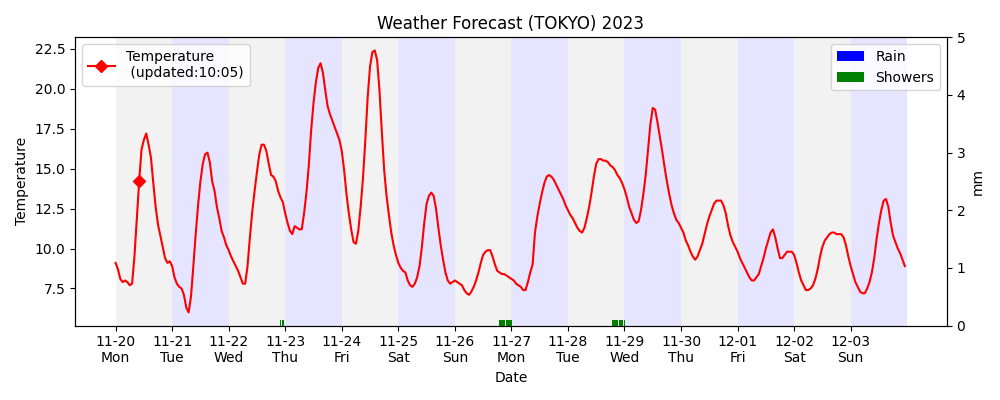 Weather Forecast (TOKYO) 2023
Temperature
(updated:10:05)
Rain
Showers
Temperature
22.5
20.0
17.5
15.0
12.5
10.0
7.5
5
4
3
2
1
0
mm
11-20
Mon
11-21
Tue
11-22
Wed
11-23
Thu
11-24
Fri
11-25
Sat
11-26
Sun
11-27
Mon
11-28
Tue
11-29
Wed
11-30
Thu
12-01
Fri
12-02
Sat
12-03
Sun
Date